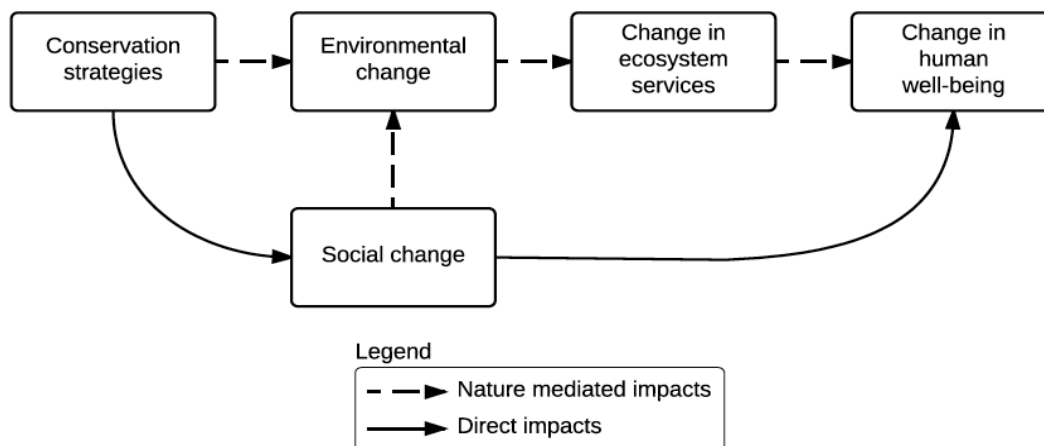 Conservation
strategies
Environmental
change
Change in
ecosystem
services
Change in
human
well-being
Social change
Legend
Nature mediated impacts
Direct impacts